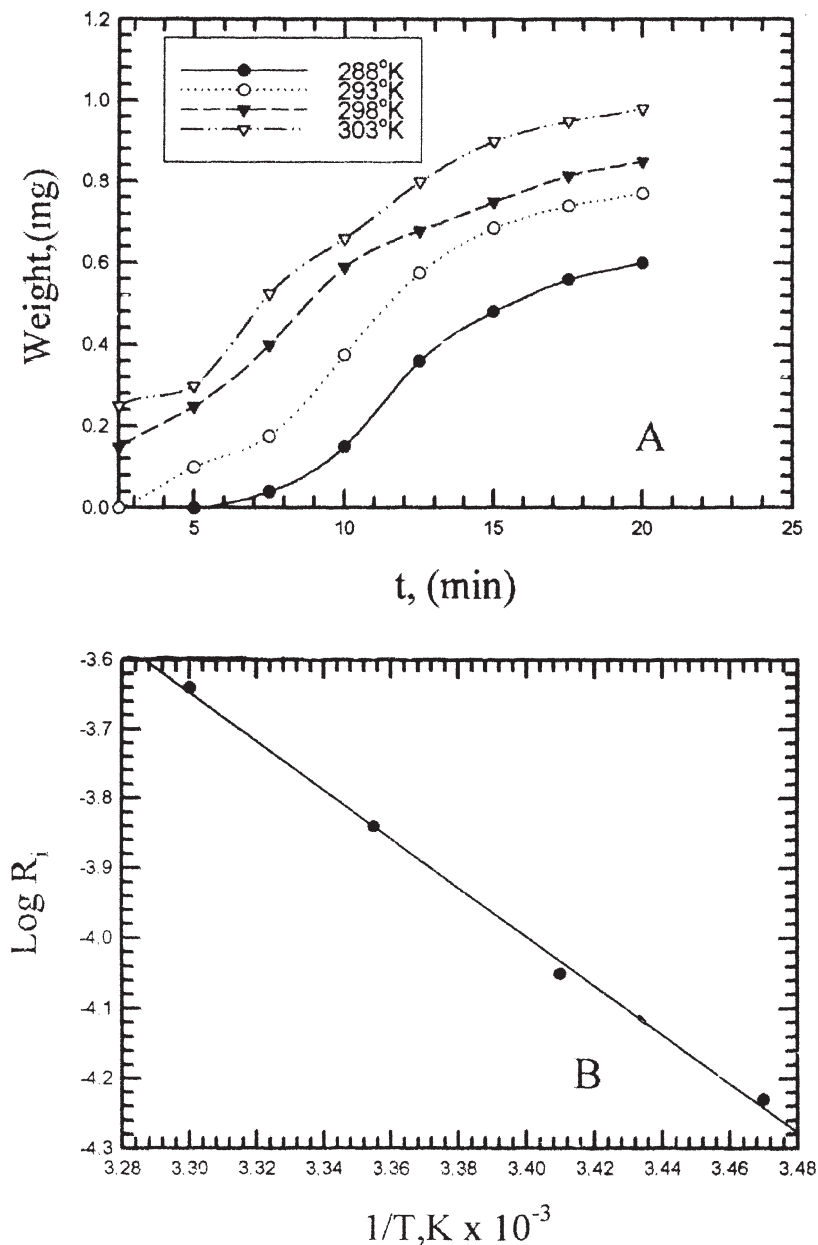 1.2
1.0
0.8
0.6
0.4
0.2
0.0
Weight,(mg)
288°K
293°K
298°K
303°K
A
5 10 15 20 25
t, (min)
-3.6
-3.7
-3.8
-3.9
-4.0
-4.1
-4.2
-4.3
Log Ri
B
3.28 3.30 3.32 3.34 3.36 3.38 3.40 3.42 3.44 3.46 3.48
1/T,K x 10⁻³